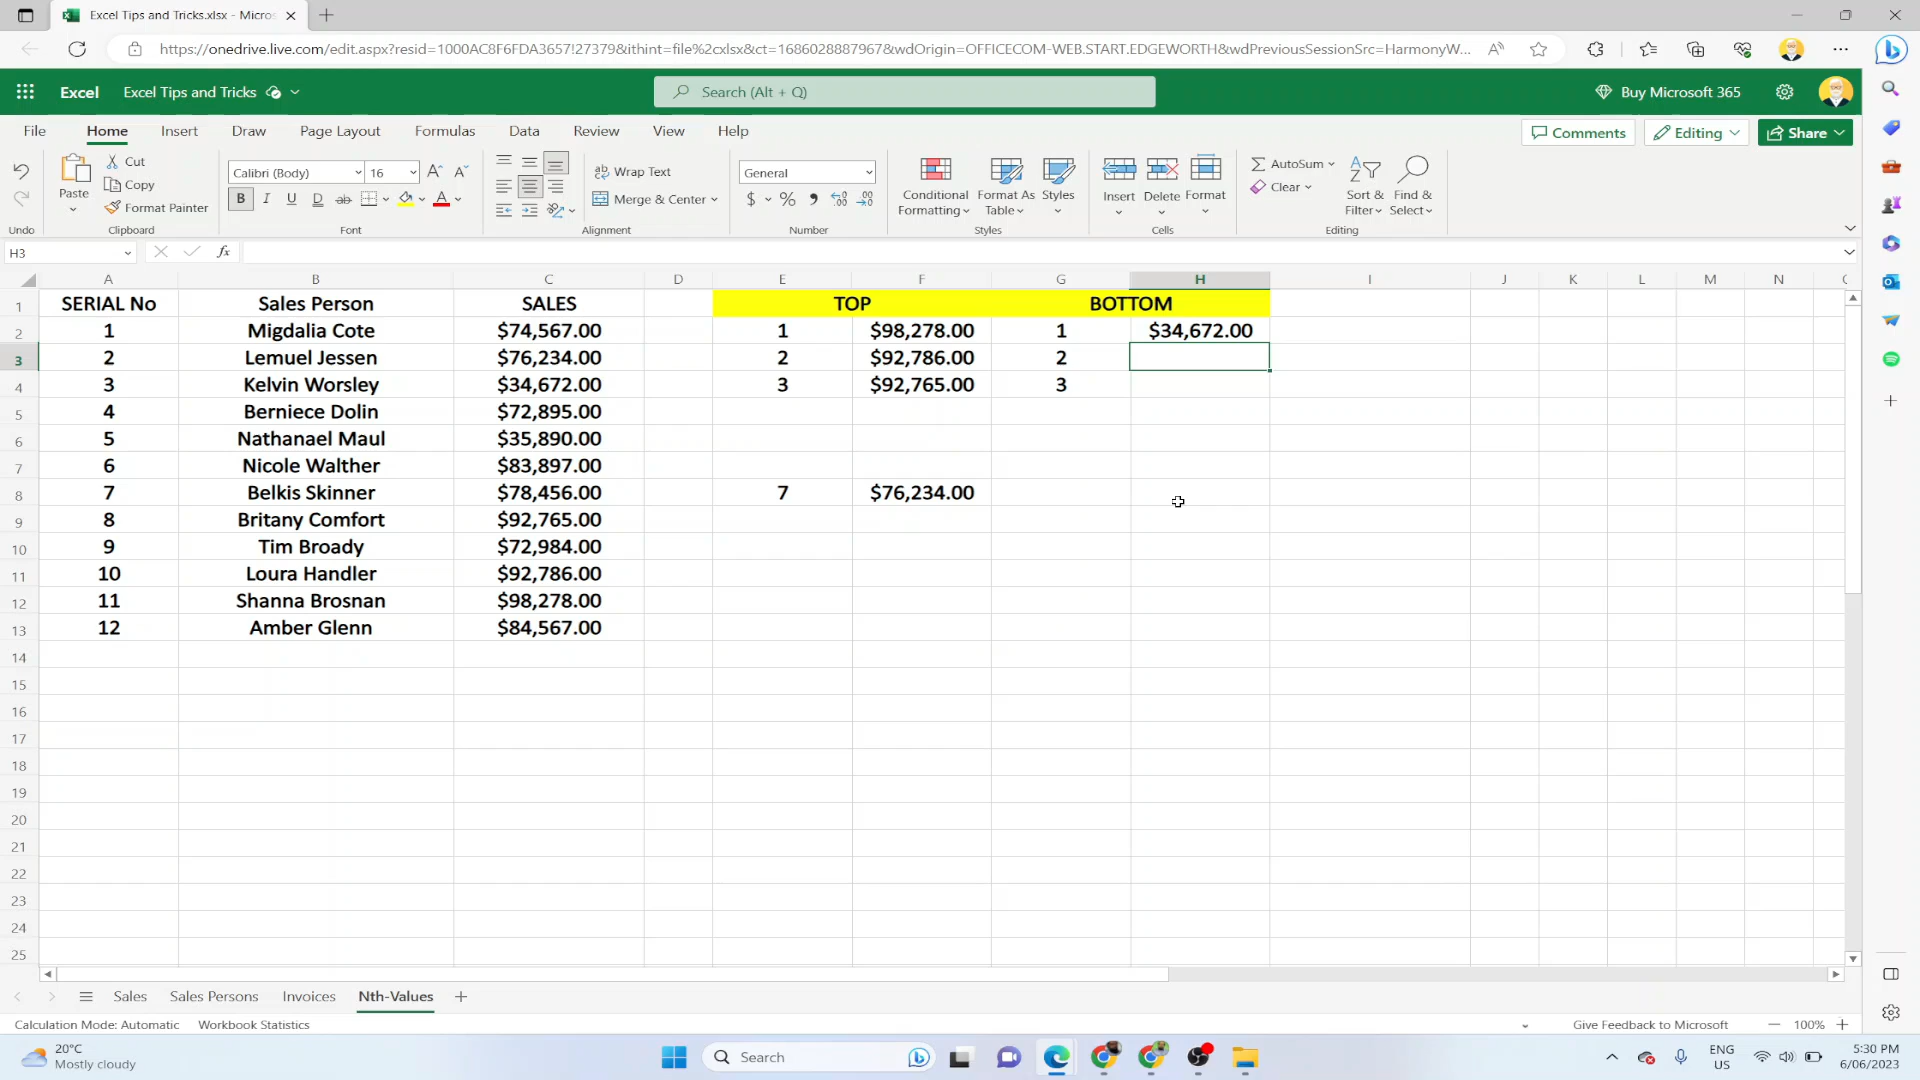 Excel Tips and Tricks.xlsx - Micros
https://onedrive.live.com/edit.aspx?resid=1000AC8F6FDA3657!27379&ithint=file%2cxlsx&ct=1686028887967&wdOrigin=OFFICECOM-WEB.START.EDGEWORTH&wdPreviousSessionSrc=HarmonyW...
Excel Excel Tips and Tricks Search (Alt + Q) Buy Microsoft 365
File Home Insert Draw Page Layout Formulas Data Review View Help Comments Editing Share
Paste Cut Copy Format Painter
Calibri (Body) 16
B I U D ab A
ab Wrap Text
Merge & Center
General
$ % 9
Conditional Formatting Format As Table Styles
Insert Delete Format
AutoSum Clear Sort & Filter Find & Select
Undo Clipboard Font Alignment Number Styles Cells Editing
H3 fx
A B C D E F G H I J K L M N
1 SERIAL No Sales Person SALES TOP BOTTOM
2 1 Migdalia Cote $74,567.00 1 $98,278.00 1 $34,672.00
3 2 Lemuel Jessen $76,234.00 2 $92,786.00 2
4 3 Kelvin Worsley $34,672.00 3 $92,765.00 3
5 4 Berniece Dolin $72,895.00
6 5 Nathanael Maul $35,890.00
7 6 Nicole Walther $83,897.00
8 7 Belkis Skinner $78,456.00 7 $76,234.00
9 8 Britany Comfort $92,765.00
10 9 Tim Broady $72,984.00
11 10 Loura Handler $92,786.00
12 11 Shanna Brosnan $98,278.00
13 12 Amber Glenn $84,567.00
14
15
16
17
18
19
20
21
22
23
24
25
Sales Sales Persons Invoices Nth-Values
Calculation Mode: Automatic Workbook Statistics Give Feedback to Microsoft 100%
20°C
Mostly cloudy
Search
ENG
US
5:30 PM
6/06/2023